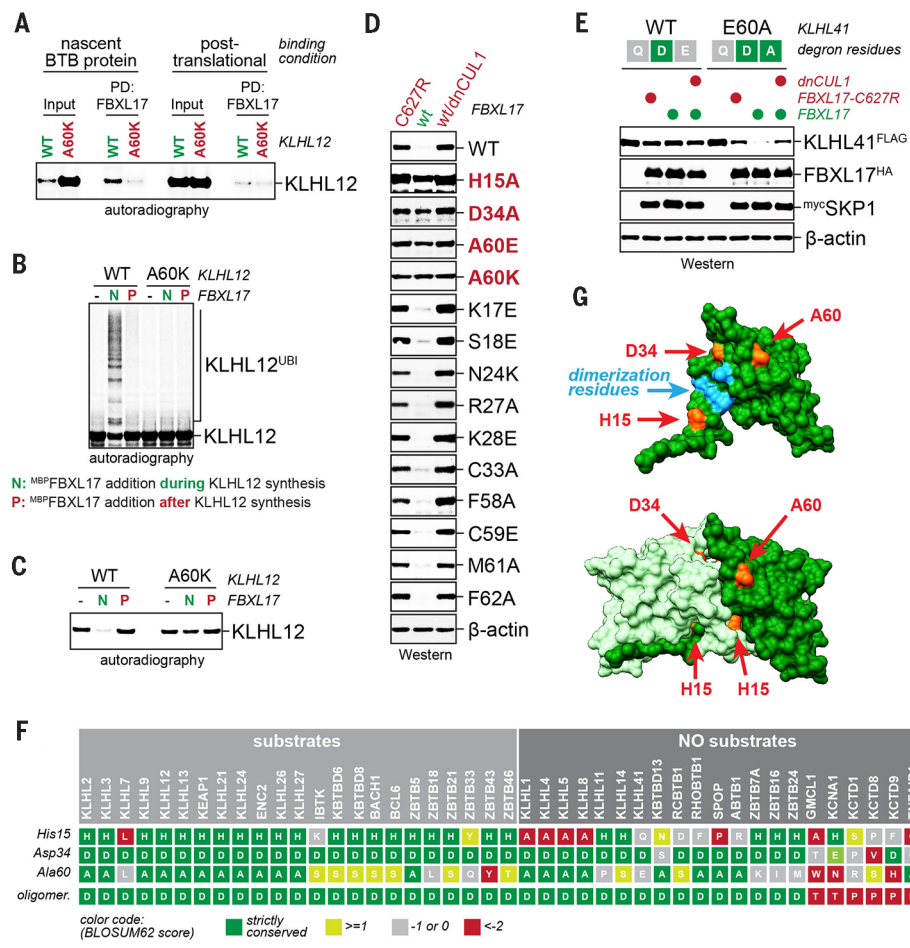 A
nascent BTB protein
post-translational
binding condition
Input
PD: FBXL17
Input
PD: FBXL17
WT A60K WT A60K WT A60K WT A60K KLHL12
KLHL12
autoradiography
B
WT A60K KLHL12
- N P - N P FBXL17
KLHL12UBI
KLHL12
autoradiography
N: MBPFBXL17 addition during KLHL12 synthesis
P: MBPFBXL17 addition after KLHL12 synthesis
C
WT A60K KLHL12
- N P - N P FBXL17
KLHL12
autoradiography
D
C627R wt wt/dnCUL1 FBXL17
WT
H15A
D34A
A60E
A60K
K17E
S18E
N24K
R27A
K28E
C33A
F58A
C59E
M61A
F62A
β-actin
Western
E
WT E60A KLHL41
Q D E Q D A degron residues
dnCUL1
FBXL17-C627R
FBXL17
KLHL41FLAG
FBXL17HA
mycSKP1
β-actin
Western
G
A60
D34
dimerization residues
H15
D34
A60
H15
H15
F
substrates NO substrates
KLHL2 KLHL3 KLHL7 KLHL9 KLHL12 KLHL13 KEAP1 KLHL21 KLHL24 ENC2 KLHL26 KLHL27 IBTK KBTBD6 KBTBD8 BACH1 BCL6 ZBTB5 ZBTB18 ZBTB21 ZBTB33 ZBTB43 ZBTB46 KLHL1 KLHL4 KLHL5 KLHL8 KLHL11 KLHL14 KLHL41 KBTBD13 RCBTB1 RHOBTB1 SPOP ABTB1 ZBTB7A ZBTB16 ZBTB24 GMCL1 KCNA1 KCTD1 KCTD8 KCTD9
His15 H H L H H H H H H H H H K H H H H H H H Y H H A A A A H H Q N D F P R H H H A H S P F
Asp34 D D D D D D D D D D D D D D D D D D D D D D D D D D D D D D S D D D D D D D T E P V D
Ala60 A A L A A A A A A A A A S S S S S A L S Q Y T A A A A P S E A S A A A K I M W N R S H
oligomer. D D D D D D D D D D D D D D D D D D D D D D D D D D D D D D D D D D D D D D T T P P P
color code: (BLOSUM62 score)
strictly conserved
>=1
-1 or 0
<-2